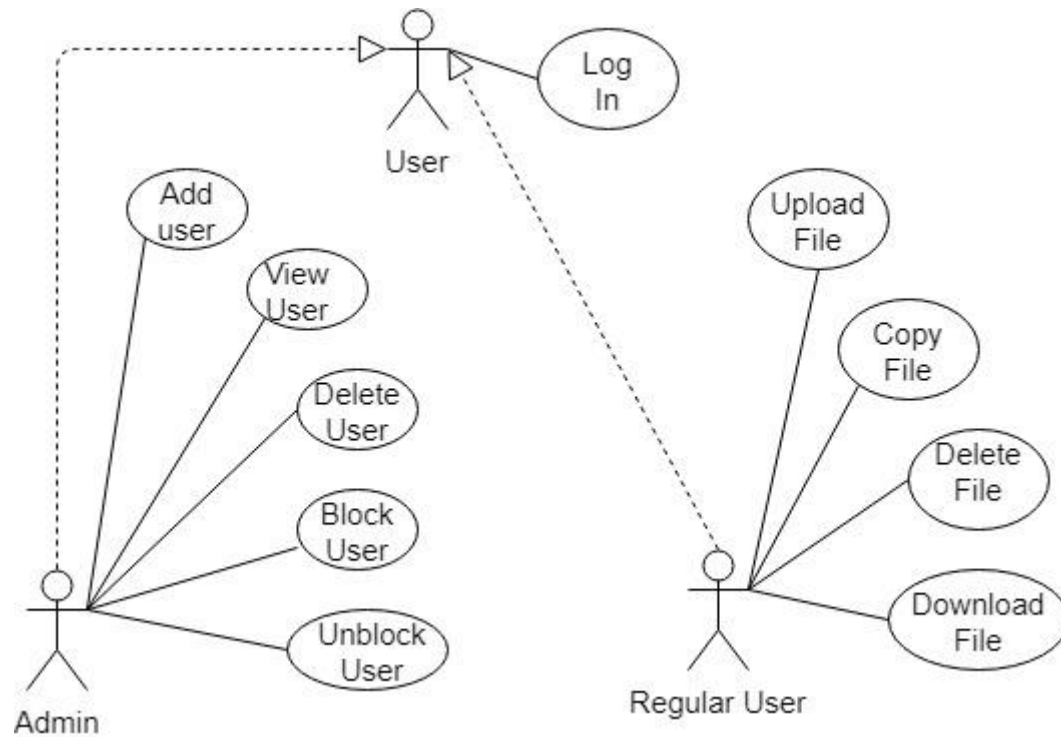 Log
In
User
Add
user
View
User
Delete
User
Block
User
Unblock
User
Admin
Upload
File
Copy
File
Delete
File
Download
File
Regular User